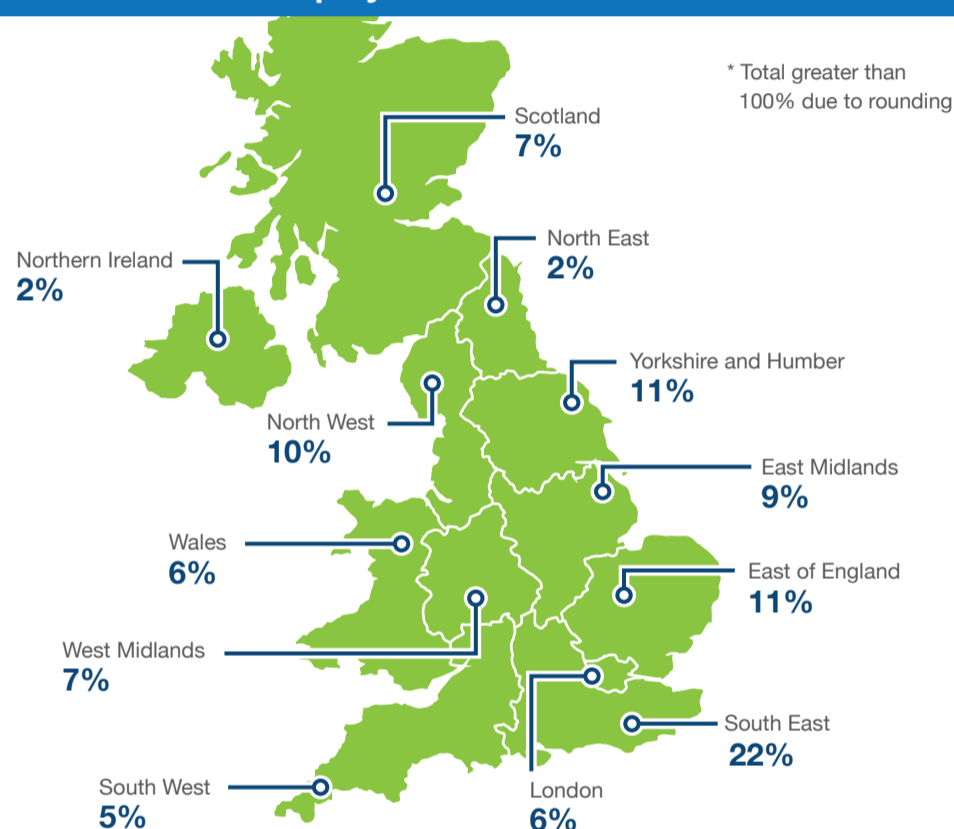 * Total greater than
100% due to rounding
Scotland
7%
North East
2%
Northern Ireland
2%
Yorkshire and Humber
11%
North West
10%
East Midlands
9%
Wales
6%
East of England
11%
West Midlands
7%
South East
22%
South West
5%
London
6%